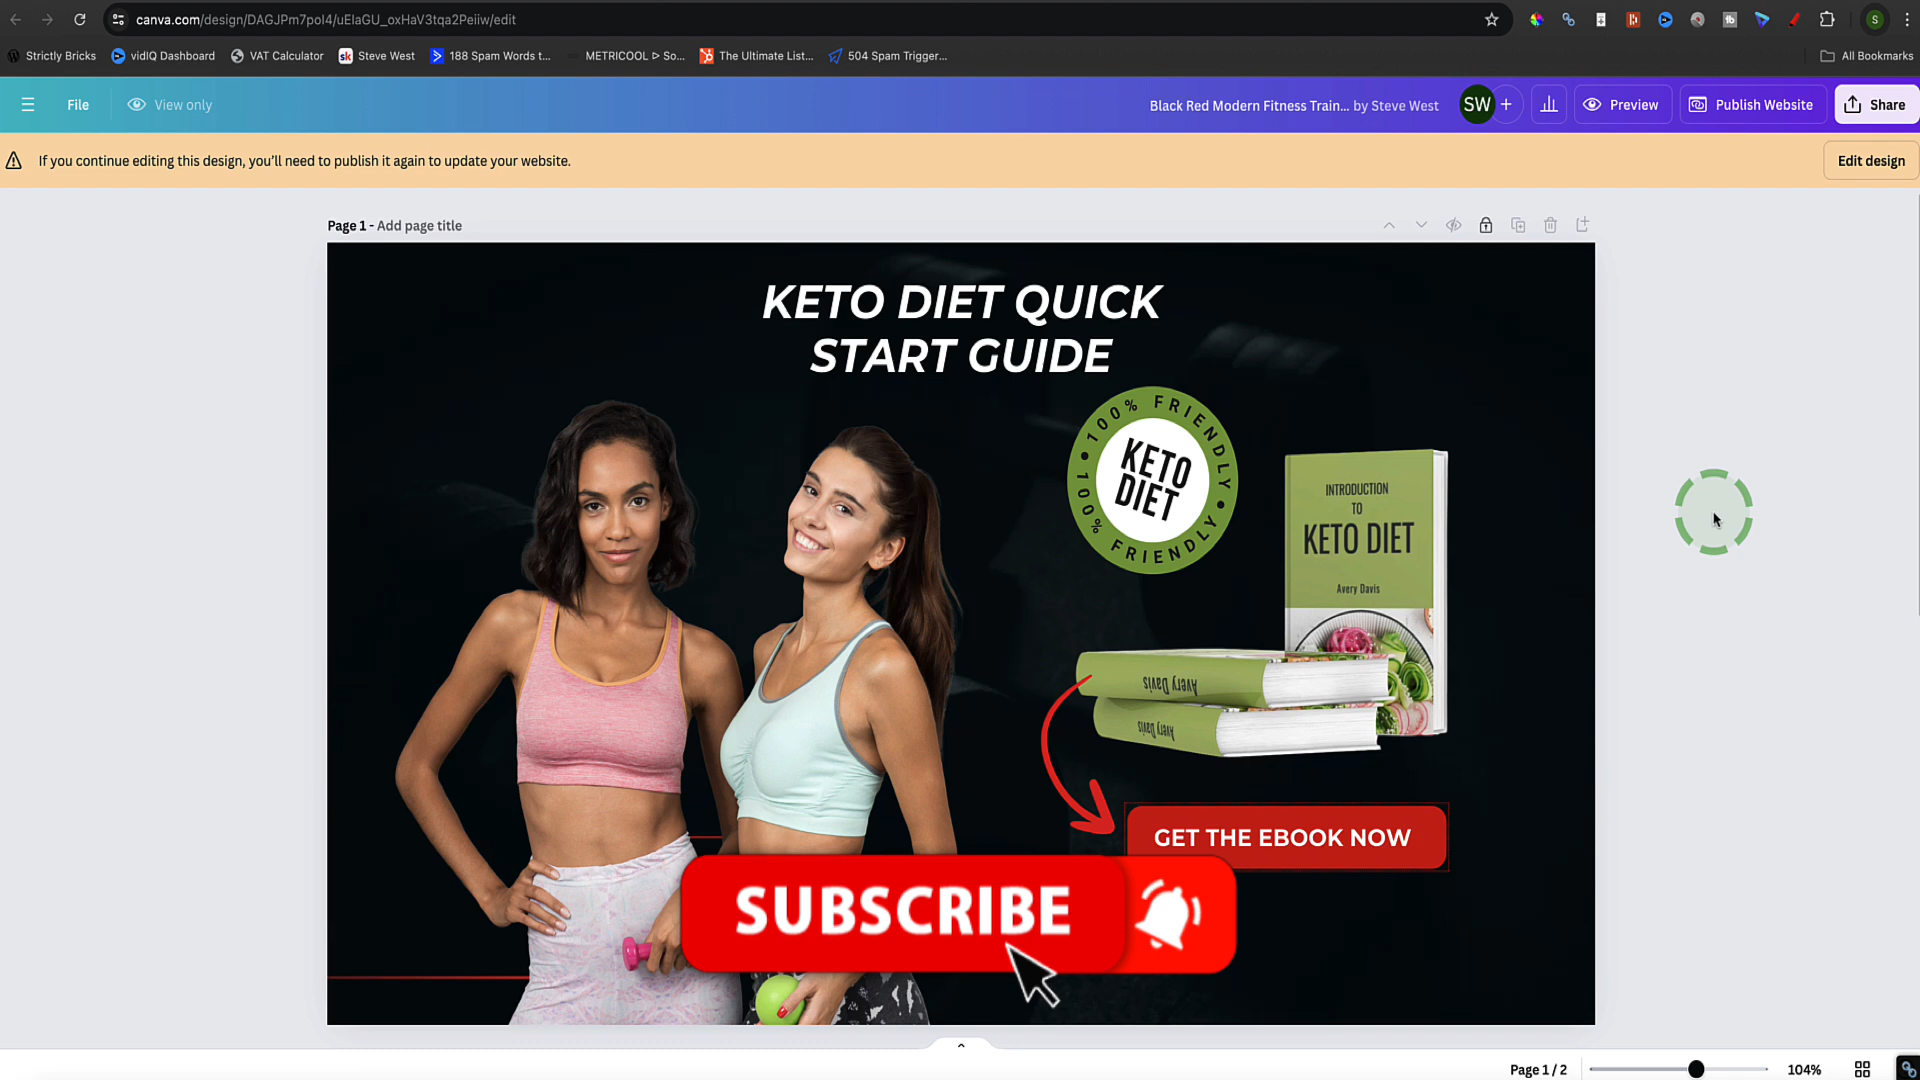 canva.com/design/DAGJPm7poI4/uEIaGU_oxHaV3tqa2Peiiw/edit
S
Strictly Bricks
vidIQ Dashboard
VAT Calculator
sk
Steve West
188 Spam Words t...
METRICOOL ᐅ So...
The Ultimate List...
504 Spam Trigger...
All Bookmarks
File
View only
Black Red Modern Fitness Train... by Steve West
SW
Preview
Publish Website
Share
If you continue editing this design, you'll need to publish it again to update your website.
Edit design
Page 1 - Add page title
KETO DIET QUICK
START GUIDE
100% FRIENDLY
KETO
DIET
100% FRIENDLY
INTRODUCTION
TO
KETO DIET
Avery Davis
Avery Davis
Avery Davis
GET THE EBOOK NOW
SUBSCRIBE
Page 1 / 2
104%